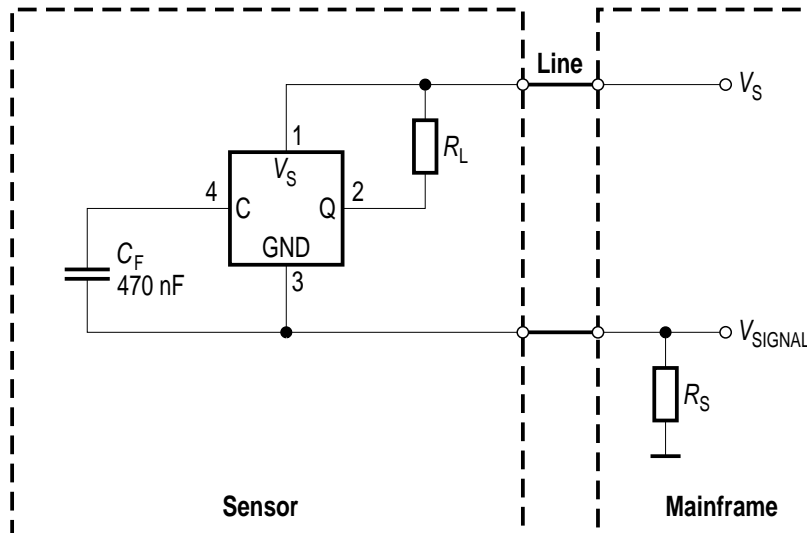 Line
V_S
1
R_L
V_S
4
2
C
Q
C_F
GND
470 nF
3
V_SIGNAL
R_S
Sensor
Mainframe